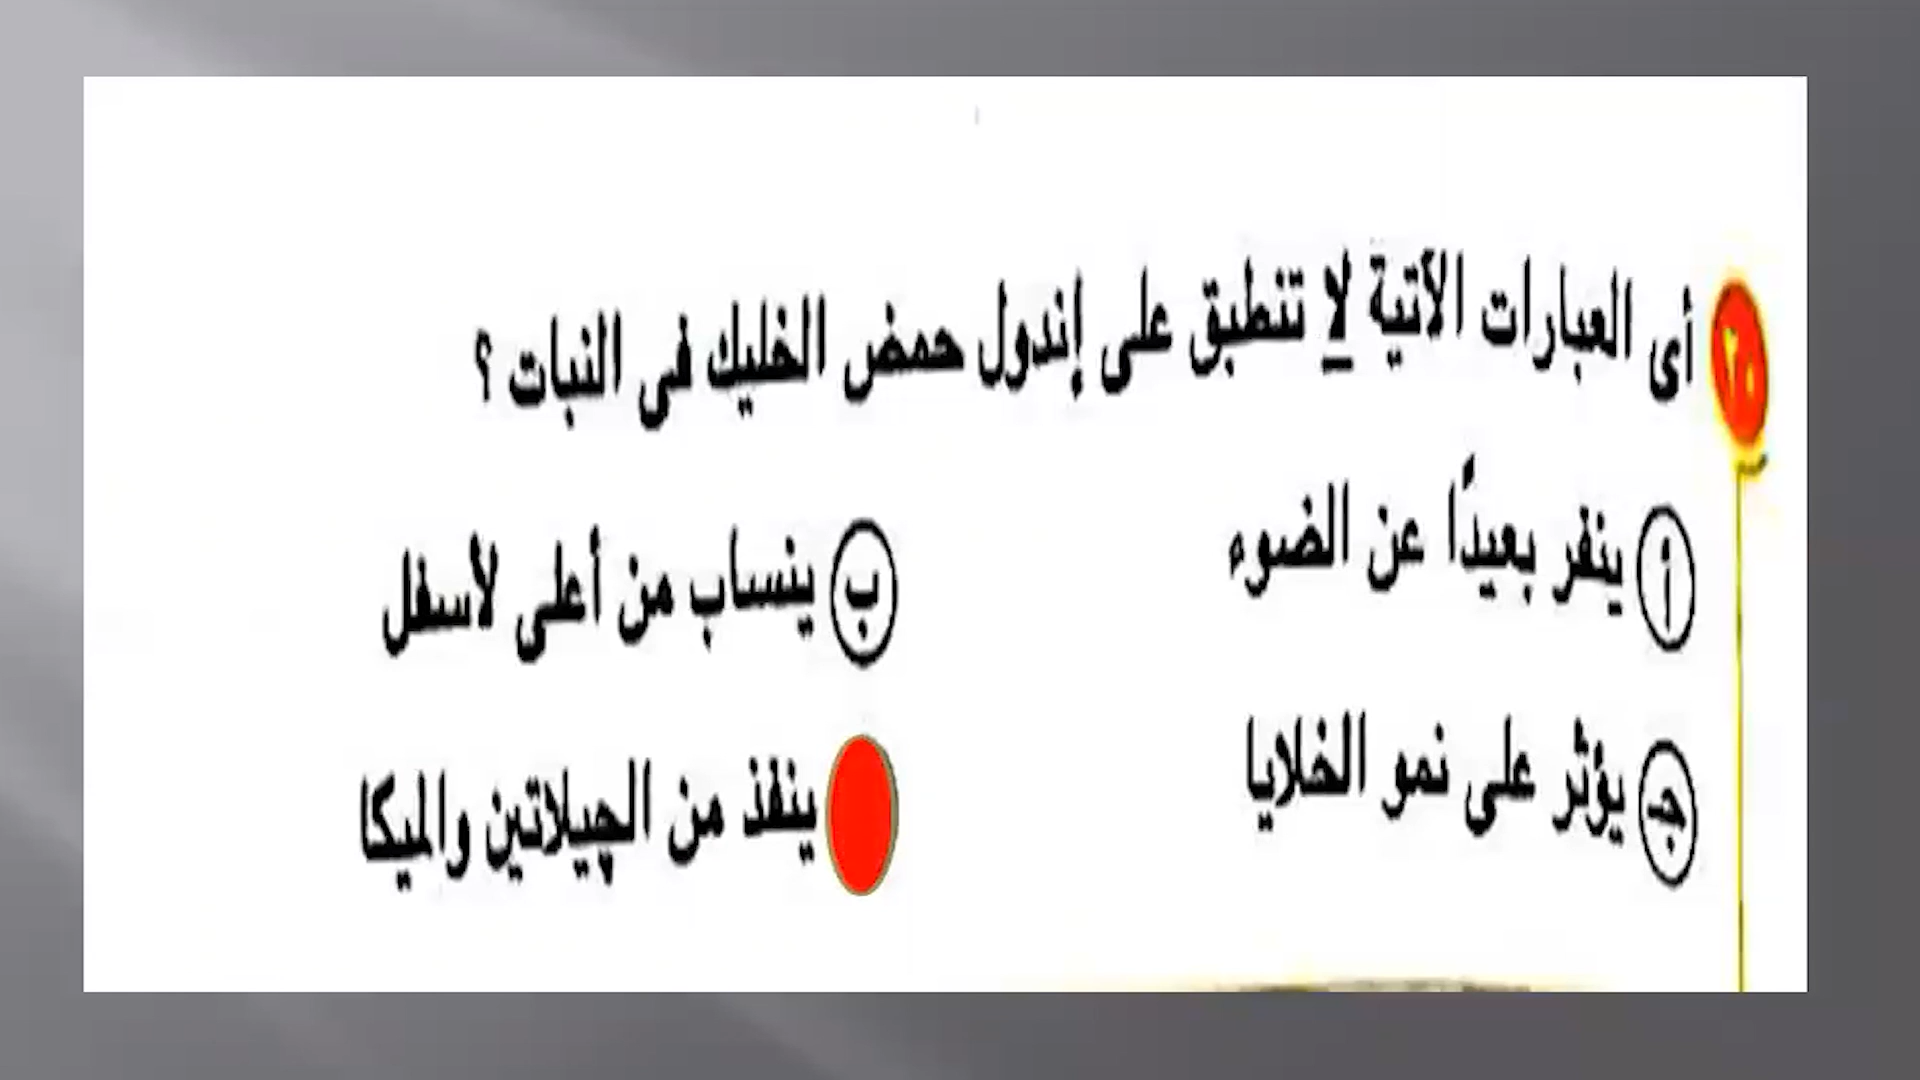 ٢٥ أى العبارات الآتية لا تنطبق على إندول حمض الخليك فى النبات ؟
أ ينفر بعيدًا عن الضوء
ب ينساب من أعلى لأسفل
جـ يؤثر على نمو الخلايا
ينفذ من الچيلاتين والميكا